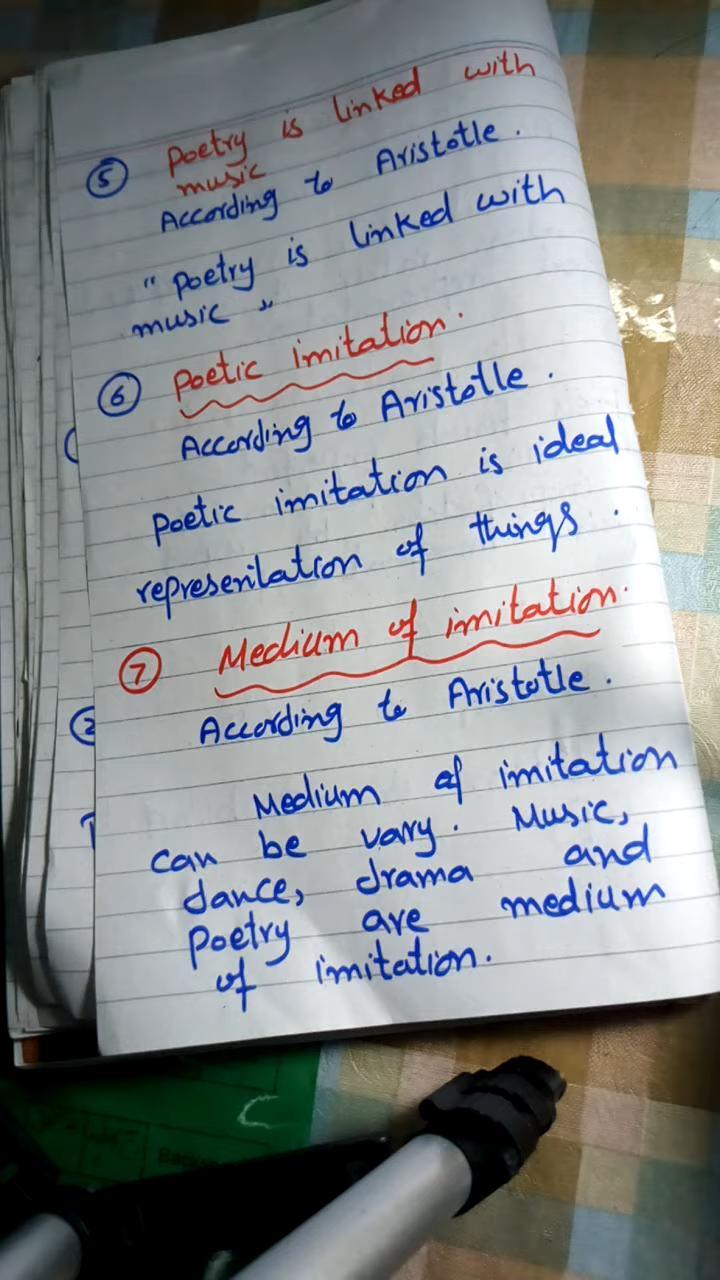 ⑤ Poetry is linked with
music
According to Aristotle.
" poetry is linked with
music "
⑥ Poetic imitation.
According to Aristotle.
poetic imitation is ideal
representation of things.
⑦ Medium of imitation.
According to Aristotle.
Medium of imitation
can be vary. Music,
dance, drama and
Poetry are medium
of imitation.
②